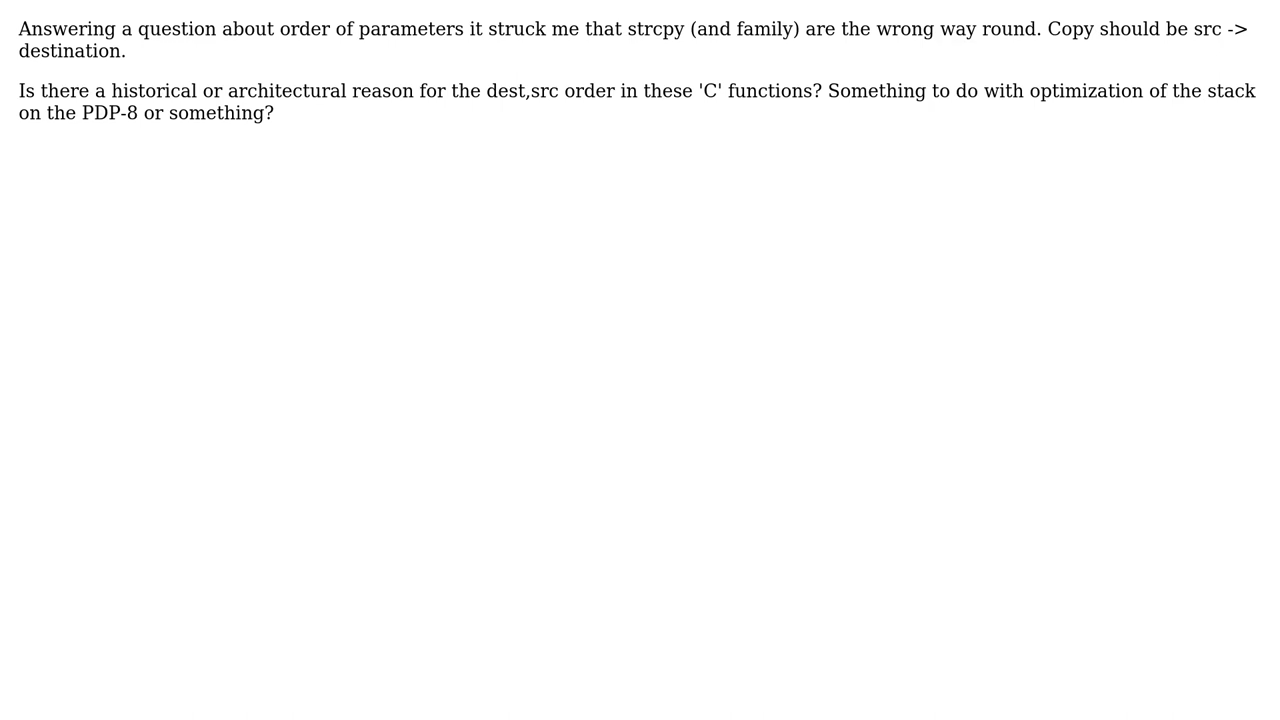 Answering a question about order of parameters it struck me that strcpy (and family) are the wrong way round. Copy should be src ->
destination.
Is there a historical or architectural reason for the dest,src order in these 'C' functions? Something to do with optimization of the stack
on the PDP-8 or something?